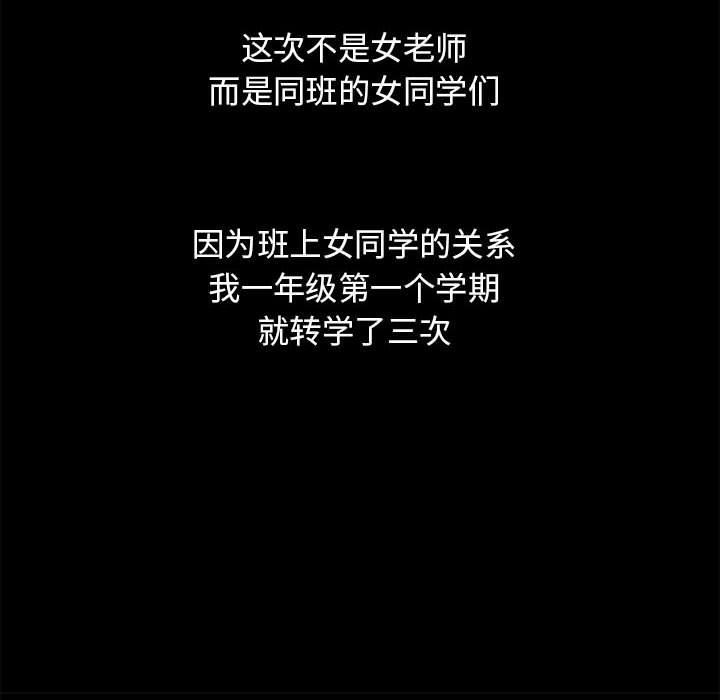 这次不是女老师
而是同班的女同学们
因为班上女同学的关系
我一年级第一个学期
就转学了三次